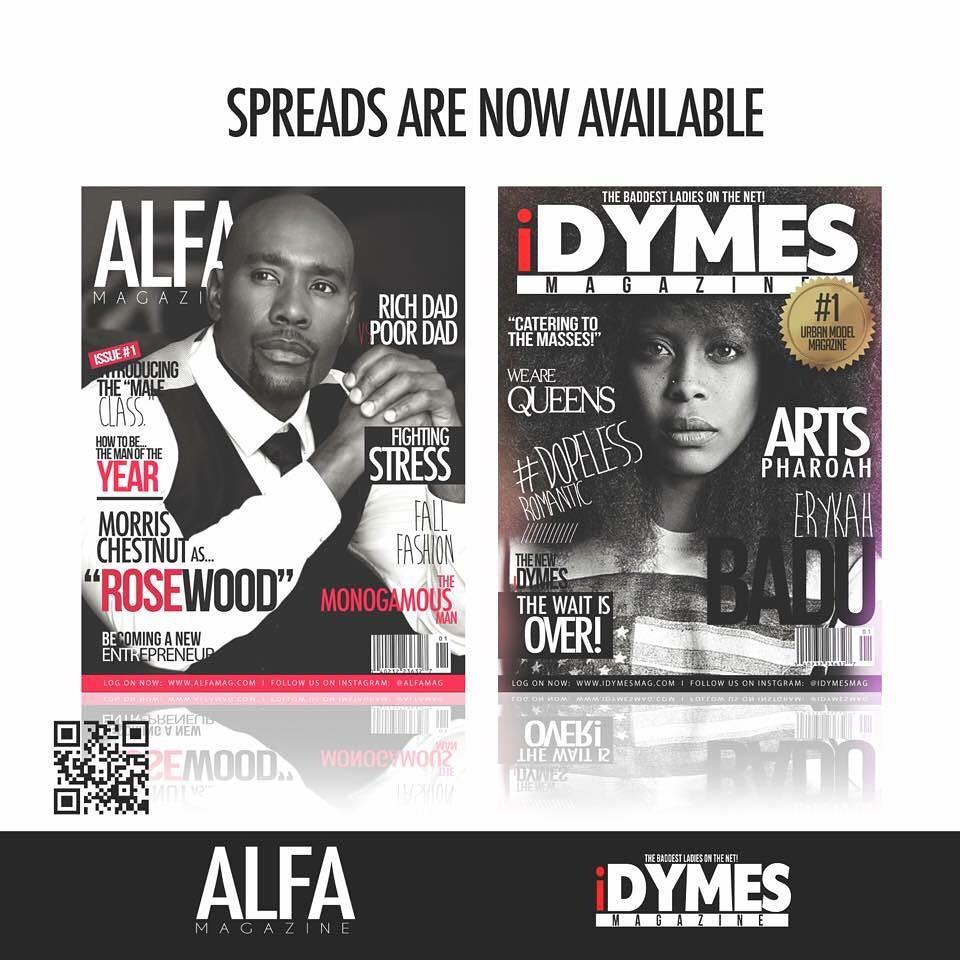 SPREADS ARE NOW AVAILABLE
ALFA
MAGAZI
ISSUE #1
INTRODUCING
THE "MALE
CLASS."
HOW TO BE...
THE MAN OF THE
YEAR
MORRIS
CHESTNUT AS...
"ROSEWOOD"
BECOMING A NEW
ENTREPRENEUR
RICH DAD
VS POOR DAD
FIGHTING
STRESS
FALL
FASHION
THE
MONOGAMOUS
MAN
LOG ON NOW: WWW.ALFAMAG.COM | FOLLOW US ON INSTAGRAM: @ALFAMAG
THE BADDEST LADIES ON THE NET!
iDYMES
MAGAZINE
#1
URBAN MODEL
MAGAZINE
"CATERING TO
THE MASSES!"
WE ARE
QUEENS
#DOPELESS
ROMANTIC
//////////
THE NEW
iDYMES
THE WAIT IS
OVER!
ARTS
PHAROAH
ERYKAH
BADU
LOG ON NOW: WWW.IDYMESMAG.COM | FOLLOW US ON INSTSGRAM: @IDYMESMAG
ALFA
MAGAZINE
THE BADDEST LADIES ON THE NET!
iDYMES
MAGAZINE